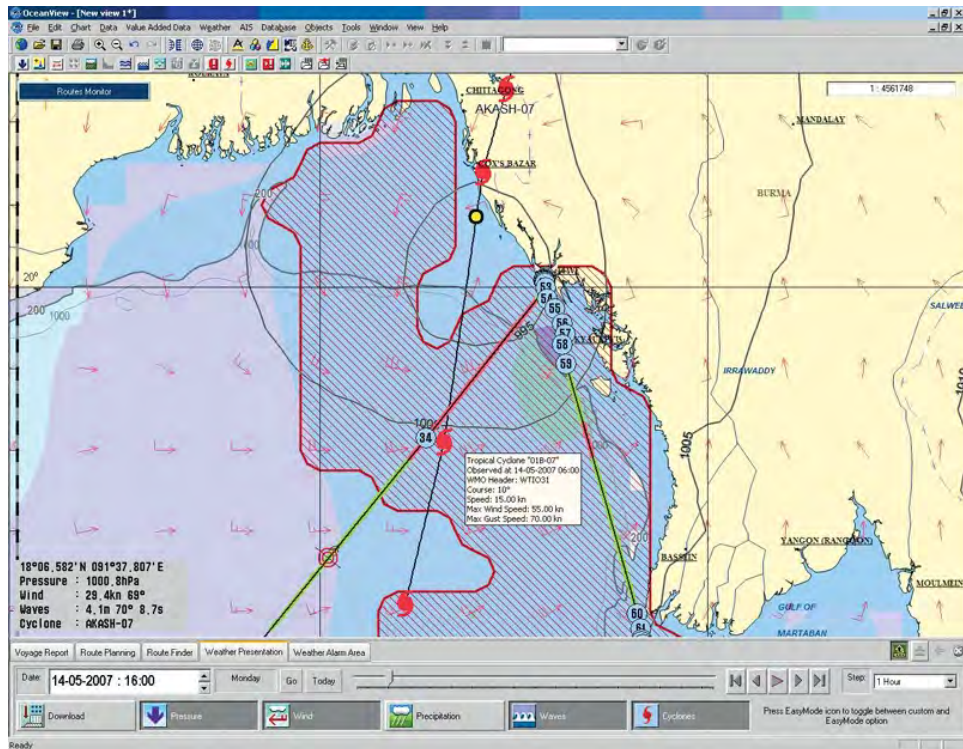 OceanView - [New view 1*]
File Edit Chart Data Value Added Data Weather AIS Database Objects Tools Window View Help
Routes Monitor
1 : 4561748
CHITTAGONG
AKASH-07
COX'S BAZAR
MANDALAY
BURMA
200
20°
200
1000
995
53
54
55
56
57
58
59
IRRAWADDY
1005
1010
34
Tropical Cyclone "01B-07"
Observed at 14-05-2007 06:00
WMO Header: WTIO31
Course: 10°
Speed: 15.00 kn
Max Wind Speed: 55.00 kn
Max Gust Speed: 70.00 kn
200
BASSEIN
YANGON (RANGOON)
MOULMEIN
GULF OF
MARTABAN
60
61
18°06,582'N 091°37,807'E
Pressure : 1000,8hPa
Wind : 29.4kn 69°
Waves : 4.1m 70° 8.7s
Cyclone : AKASH-07
Voyage Report Route Planning Route Finder Weather Presentation Weather Alarm Area
Date: 14-05-2007 : 16:00 Monday Go Today Step: 1 Hour
Download Pressure Wind Precipitation Waves Cyclones Press EasyMode icon to toggle between custom and
EasyMode option
Ready